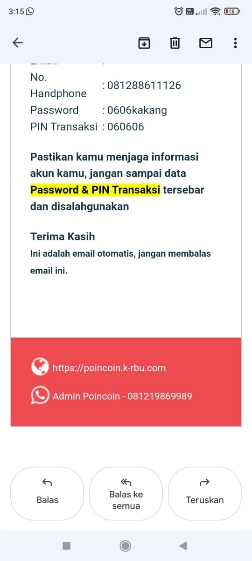 3:15
No.
Handphone : 081288611126
Password : 0606kakang
PIN Transaksi : 060606
Pastikan kamu menjaga informasi
akun kamu, jangan sampai data
Password & PIN Transaksi tersebar
dan disalahgunakan
Terima Kasih
Ini adalah email otomatis, jangan membalas
email ini.
https://poincoin.k-rbu.com
Admin Poincoin - 081219869989
Balas
Balas ke
semua
Teruskan